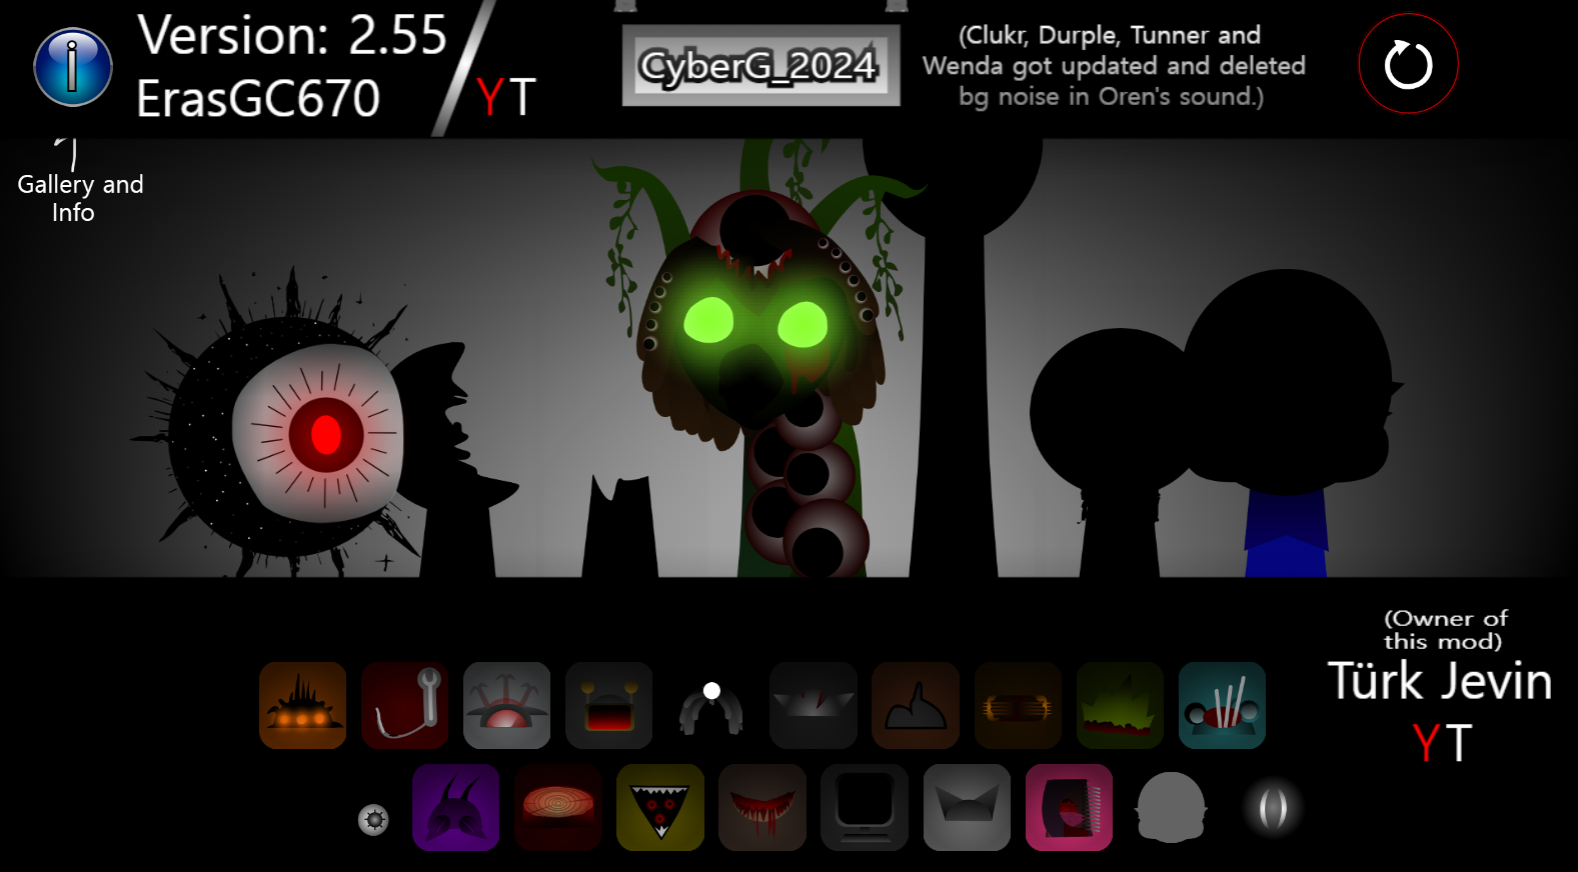 Version: 2.55
ErasGC670
YT
CyberG_2024
(Clukr, Durple, Tunner and
Wenda got updated and deleted
bg noise in Oren's sound.)
Gallery and
Info
(Owner of
this mod)
Türk Jevin
YT